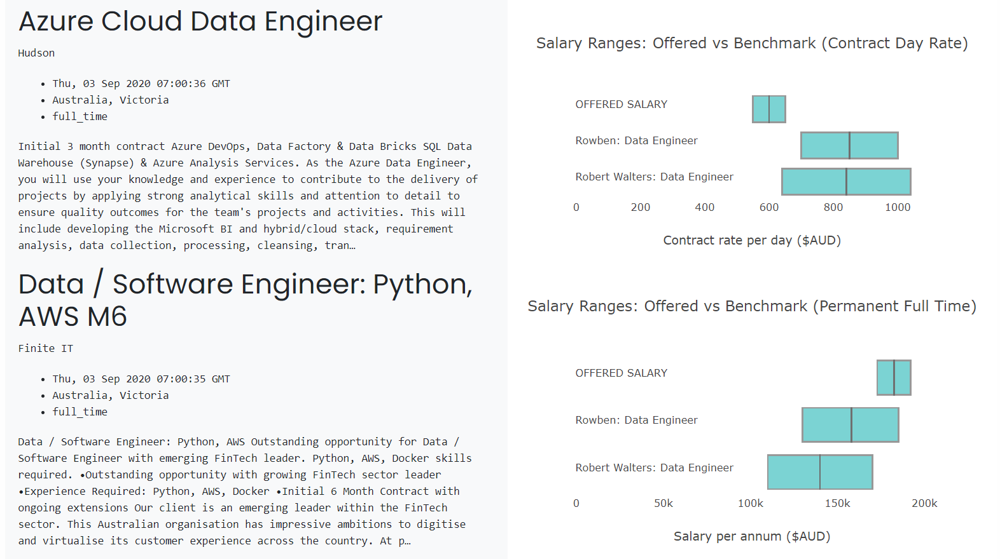 Azure Cloud Data Engineer
Hudson
• Thu, 03 Sep 2020 07:00:36 GMT
• Australia, Victoria
• full_time
Initial 3 month contract Azure DevOps, Data Factory & Data Bricks SQL Data
Warehouse (Synapse) & Azure Analysis Services. As the Azure Data Engineer,
you will use your knowledge and experience to contribute to the delivery of
projects by applying strong analytical skills and attention to detail to
ensure quality outcomes for the team's projects and activities. This will
include developing the Microsoft BI and hybrid/cloud stack, requirement
analysis, data collection, processing, cleansing, tran…
Salary Ranges: Offered vs Benchmark (Contract Day Rate)
OFFERED SALARY
Rowben: Data Engineer
Robert Walters: Data Engineer
0 200 400 600 800 1000
Contract rate per day ($AUD)
Data / Software Engineer: Python,
AWS M6
Finite IT
• Thu, 03 Sep 2020 07:00:35 GMT
• Australia, Victoria
• full_time
Data / Software Engineer: Python, AWS Outstanding opportunity for Data /
Software Engineer with emerging FinTech leader. Python, AWS, Docker skills
required. •Outstanding opportunity with growing FinTech sector leader
•Experience Required: Python, AWS, Docker •Initial 6 Month Contract with
ongoing extensions Our client is an emerging leader within the FinTech
sector. This Australian organisation has impressive ambitions to digitise
and virtualise its customer experience across the country. At p…
Salary Ranges: Offered vs Benchmark (Permanent Full Time)
OFFERED SALARY
Rowben: Data Engineer
Robert Walters: Data Engineer
0 50k 100k 150k 200k
Salary per annum ($AUD)